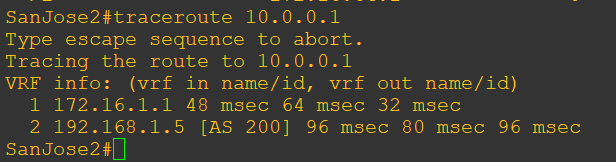 SanJose2#traceroute 10.0.0.1
Type escape sequence to abort.
Tracing the route to 10.0.0.1
VRF info: (vrf in name/id, vrf out name/id)
  1 172.16.1.1 48 msec 64 msec 32 msec
  2 192.168.1.5 [AS 200] 96 msec 80 msec 96 msec
SanJose2#